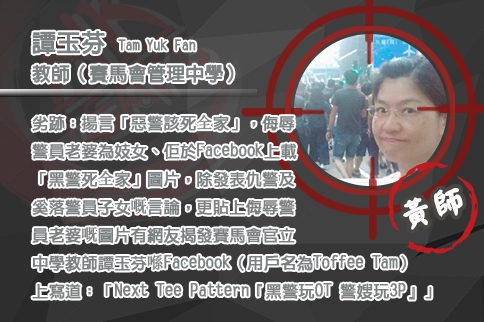 譚玉芬 Tam Yuk Fan
教師（賽馬會管理中學）
劣跡：揚言「惡警該死全家」，侮辱
警員老婆為妓女、佢於Facebook上載
「黑警死全家」圖片，除發表仇警及
奚落警員子女嘅言論，更貼上侮辱警
員老婆嘅圖片有網友揭發賽馬會官立
中學教師譚玉芬喺Facebook（用戶名為Toffee Tam）
上寫道：「Next Tee Pattern「黑警玩OT 警嫂玩3P』」
黃師